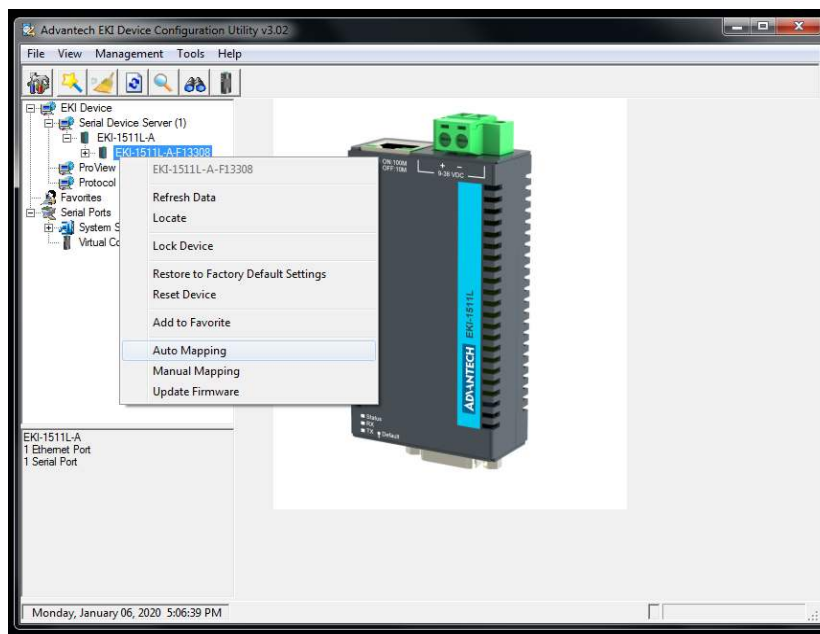 Advantech EKI Device Configuration Utility v3.02
File View Management Tools Help
EKI Device
Serial Device Server (1)
EKI-1511L-A
EKI-1511L-A-F13308
ProView
Protocol
Favorites
Serial Ports
System S
Virtual Co
EKI-1511L-A-F13308
Refresh Data
Locate
Lock Device
Restore to Factory Default Settings
Reset Device
Add to Favorite
Auto Mapping
Manual Mapping
Update Firmware
ON:100M
OFF:10M
+ -
9-36 VDC
ADVANTECH EKI-1511L
Status
RX
TX Default
EKI-1511L-A
1 Ethernet Port
1 Serial Port
Monday, January 06, 2020 5:06:39 PM